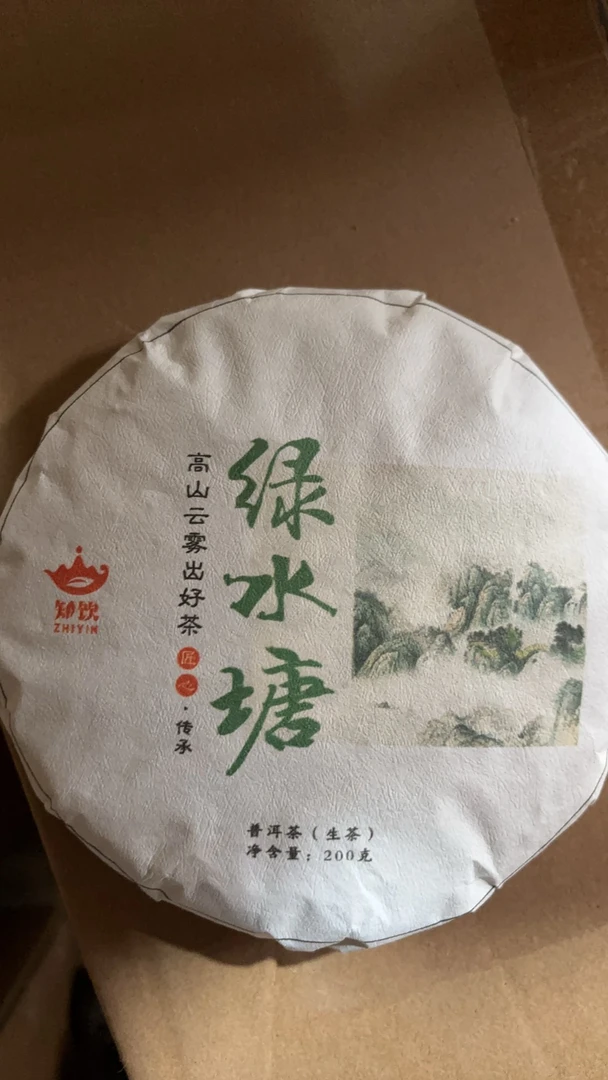 绿水塘
高山云雾出好茶
匠心·传承
知饮
ZHIYIN
普洱茶（生茶）
净含量：200克